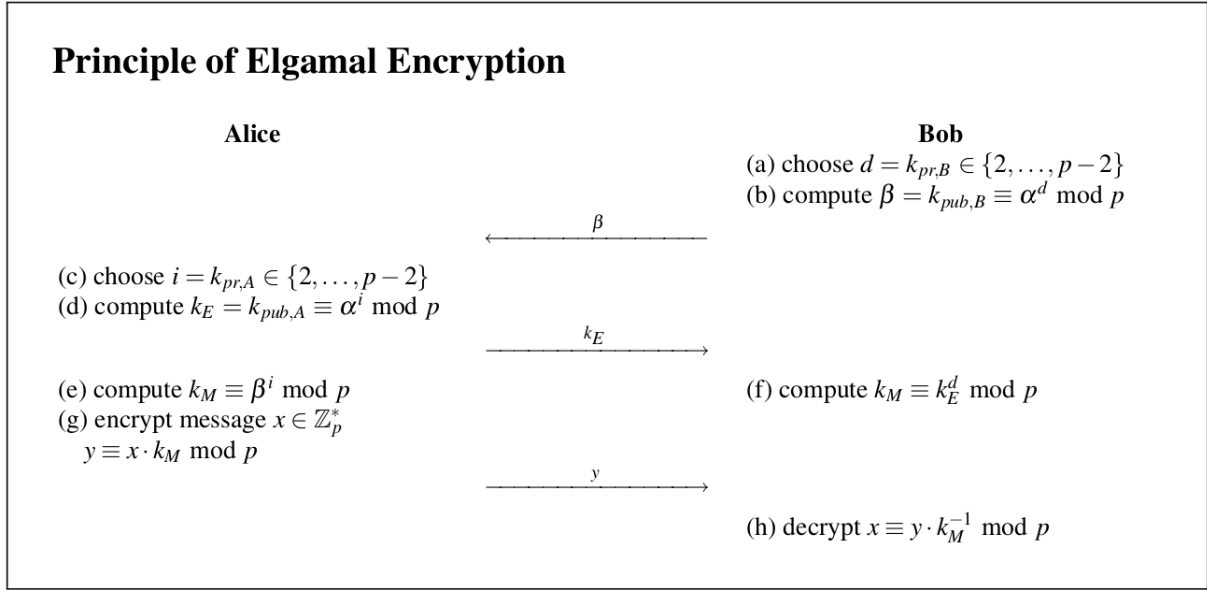 Principle of Elgamal Encryption
Alice
Bob
(a) choose d = k_{pr,B} ∈ {2,...,p − 2}
(b) compute β = k_{pub,B} ≡ α^d mod p
β
(c) choose i = k_{pr,A} ∈ {2,...,p − 2}
(d) compute k_E = k_{pub,A} ≡ α^i mod p
k_E
(e) compute k_M ≡ β^i mod p
(f) compute k_M ≡ k_E^d mod p
(g) encrypt message x ∈ ℤ_p^*
y ≡ x · k_M mod p
y
(h) decrypt x ≡ y · k_M^{−1} mod p